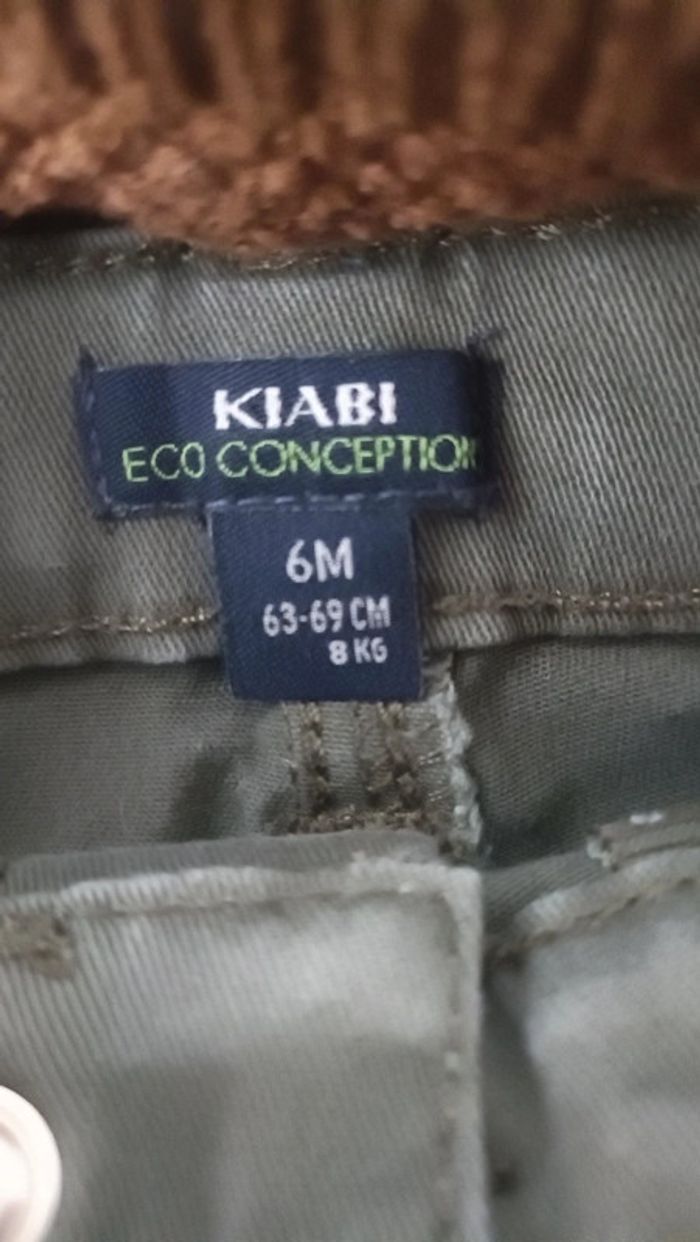 KIABI
ECO CONCEPTION
6M
63-69 CM
8 KG